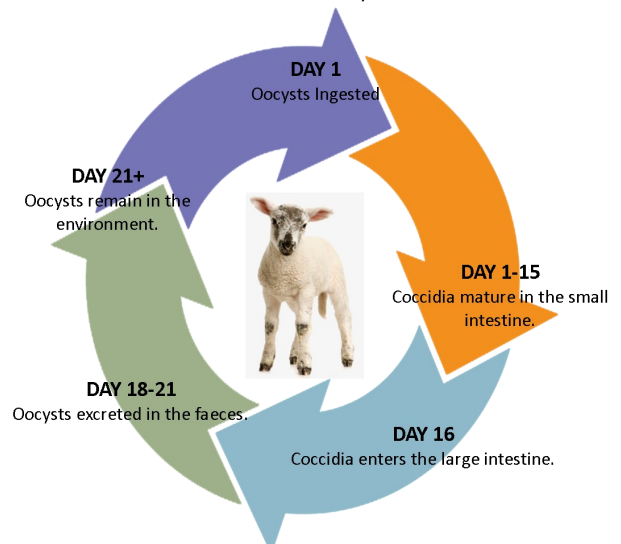 DAY 1
Oocysts Ingested
DAY 1-15
Coccidia mature in the small
intestine.
DAY 16
Coccidia enters the large intestine.
DAY 18-21
Oocysts excreted in the faeces.
DAY 21+
Oocysts remain in the
environment.